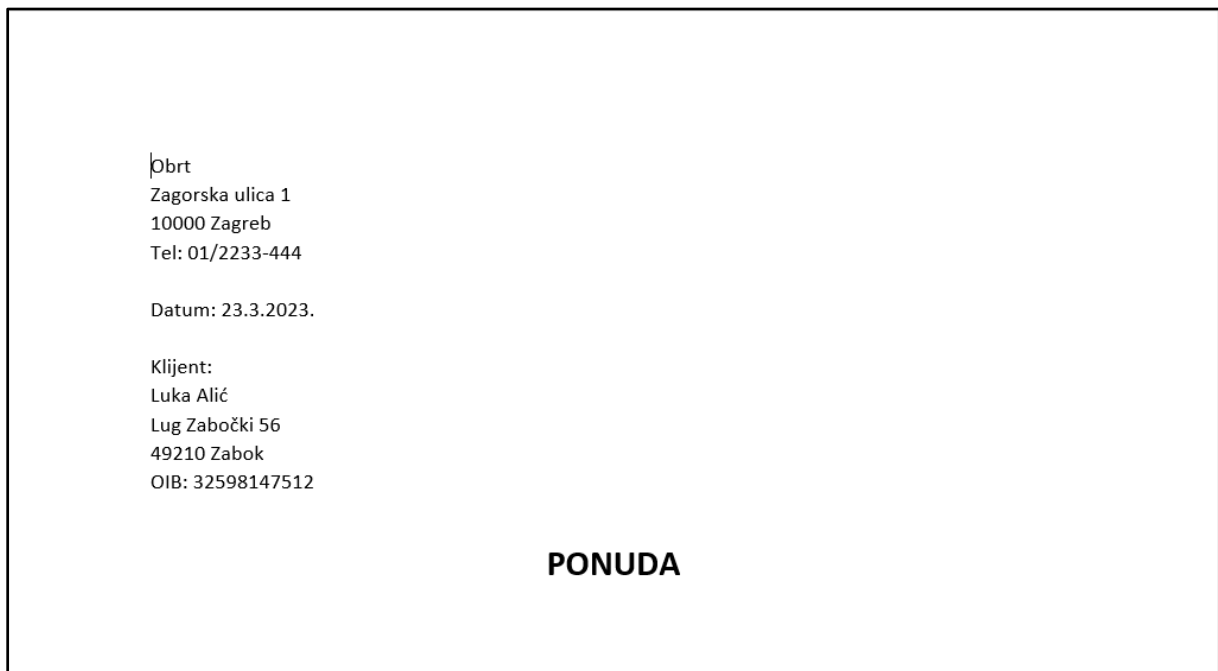 Obrt
Zagorska ulica 1
10000 Zagreb
Tel: 01/2233-444
Datum: 23.3.2023.
Klijent:
Luka Alić
Lug Zabočki 56
49210 Zabok
OIB: 32598147512
PONUDA